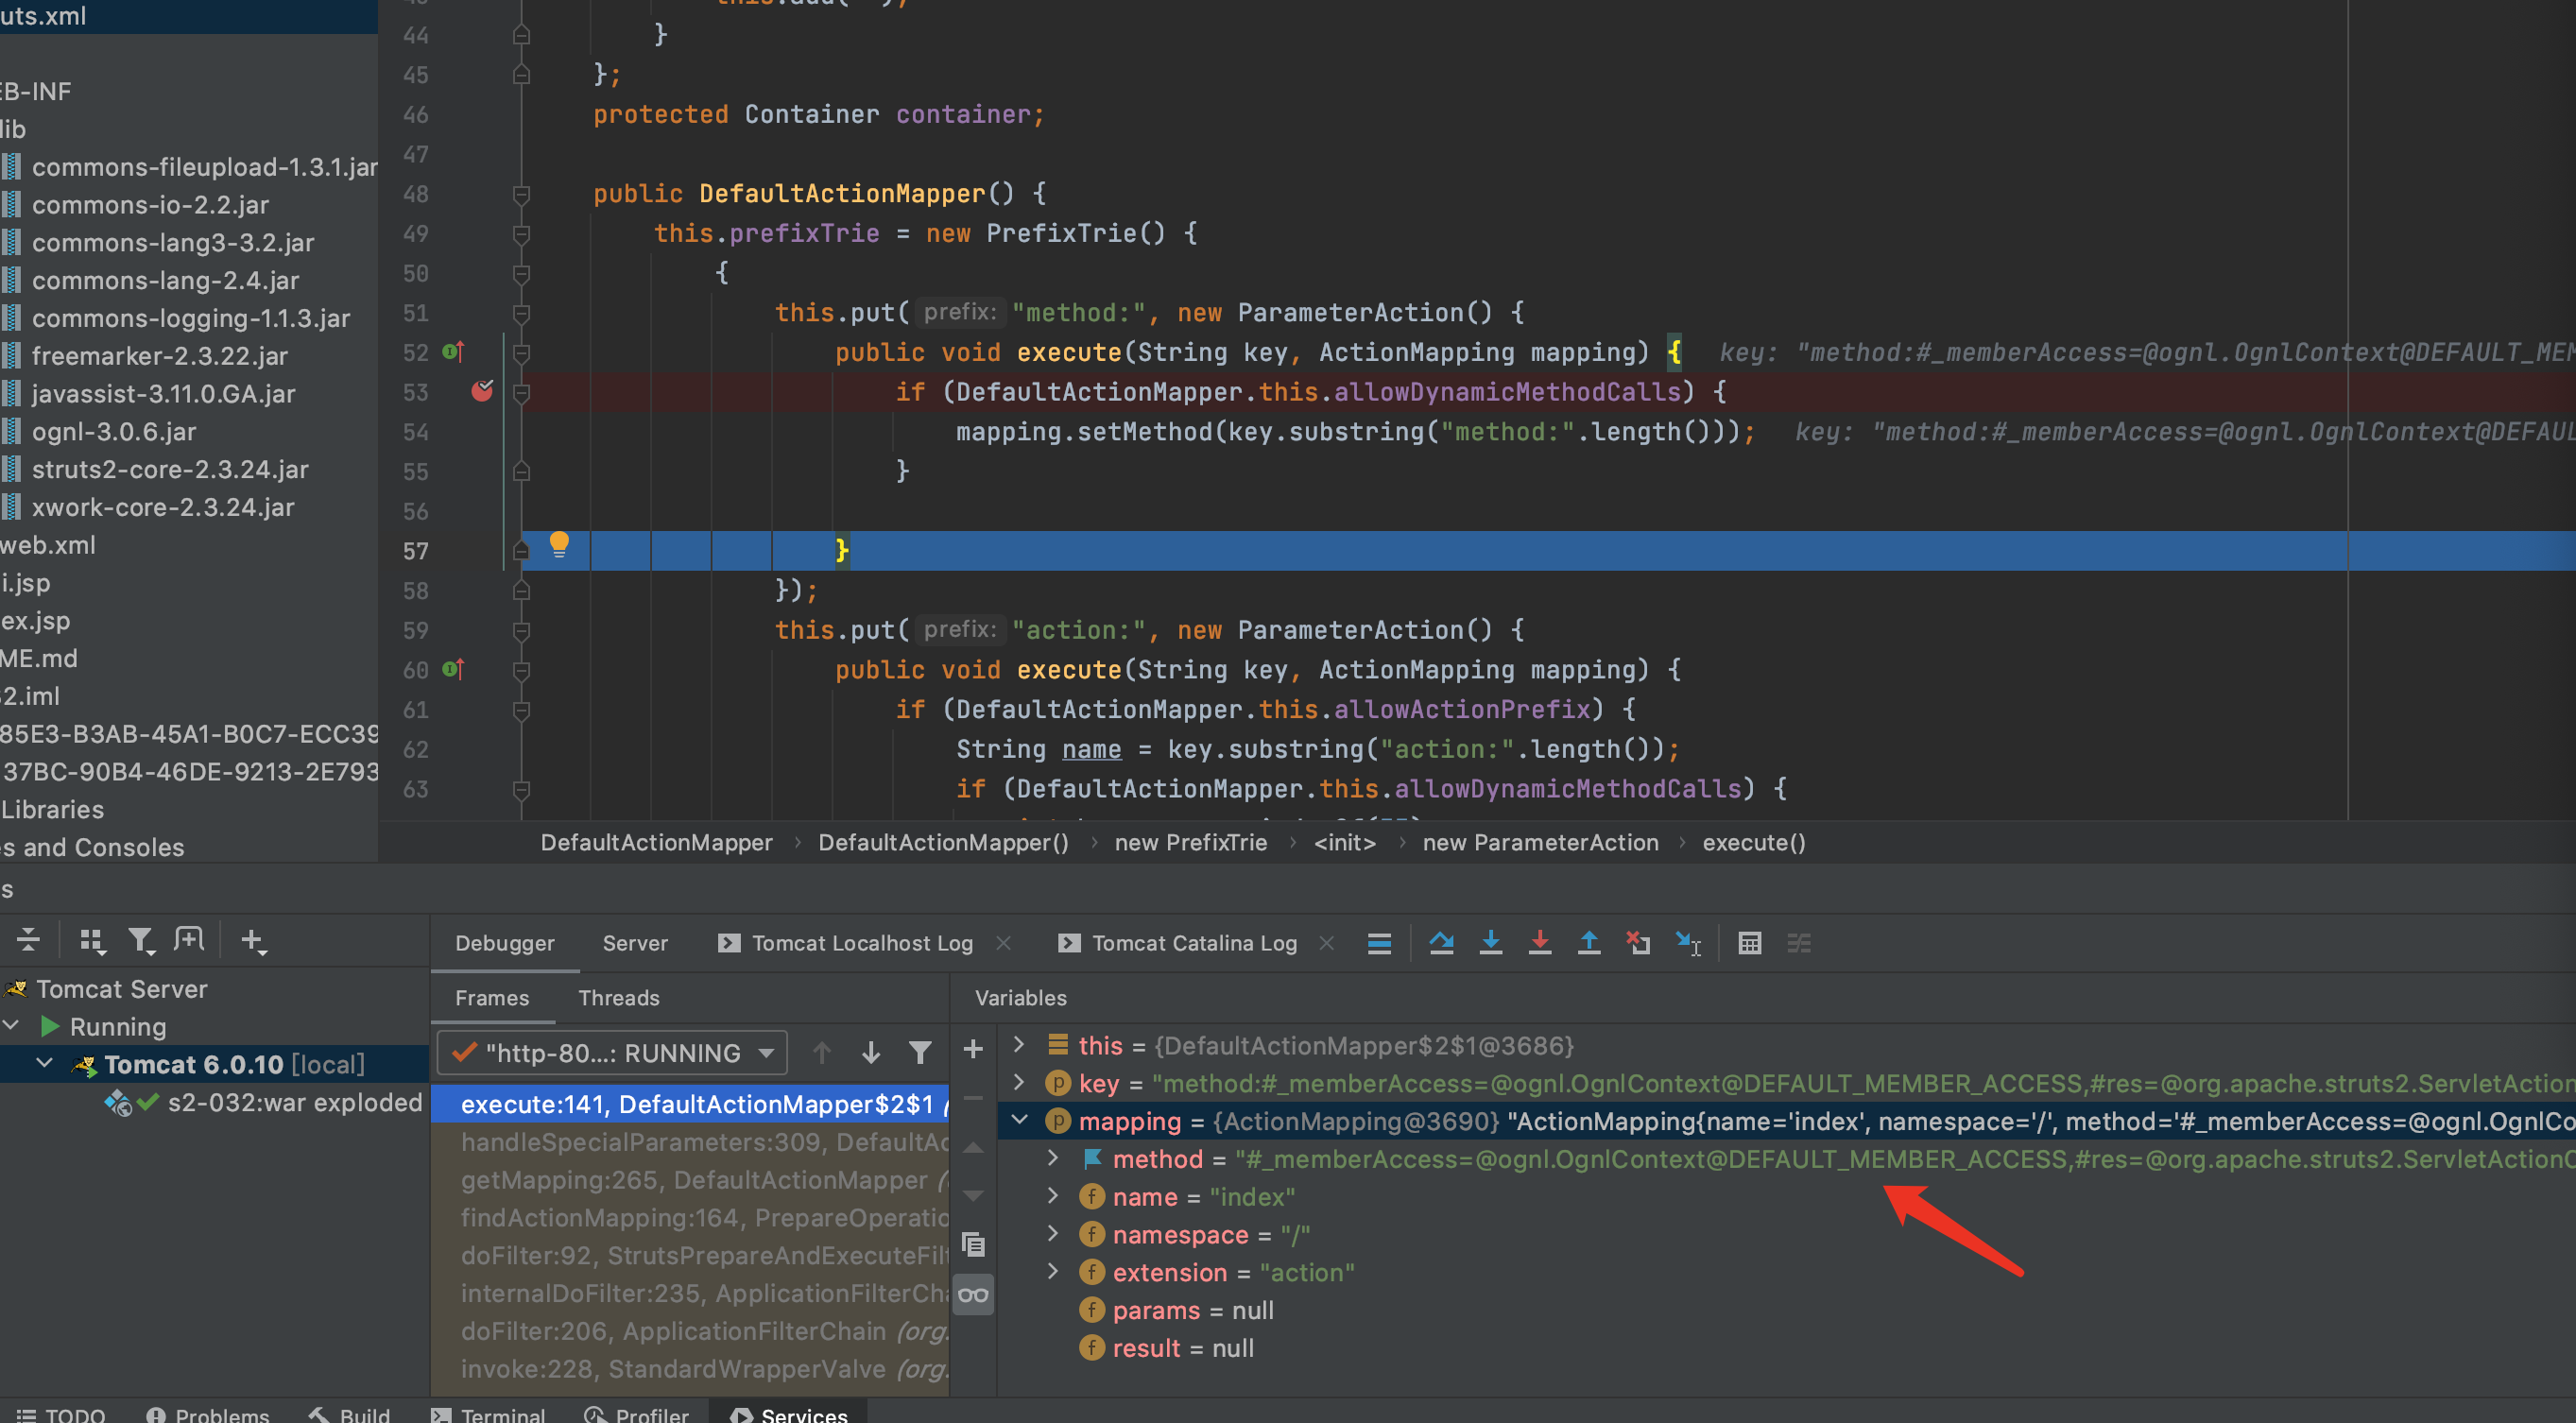 uts.xml
EB-INF
lib
commons-fileupload-1.3.1.jar
commons-io-2.2.jar
commons-lang3-3.2.jar
commons-lang-2.4.jar
commons-logging-1.1.3.jar
freemarker-2.3.22.jar
javassist-3.11.0.GA.jar
ognl-3.0.6.jar
struts2-core-2.3.24.jar
xwork-core-2.3.24.jar
web.xml
i.jsp
ex.jsp
ME.md
2.iml
85E3-B3AB-45A1-B0C7-ECC39
37BC-90B4-46DE-9213-2E793
Libraries
s and Consoles
44 }
45 };
46 protected Container container;
47
48 public DefaultActionMapper() {
49 this.prefixTrie = new PrefixTrie() {
50 {
51 this.put( prefix: "method:", new ParameterAction() {
52 public void execute(String key, ActionMapping mapping) { key: "method:#_memberAccess=@ognl.OgnlContext@DEFAULT_MEM
53 if (DefaultActionMapper.this.allowDynamicMethodCalls) {
54 mapping.setMethod(key.substring("method:".length())); key: "method:#_memberAccess=@ognl.OgnlContext@DEFAUL
55 }
56
57 }
58 });
59 this.put( prefix: "action:", new ParameterAction() {
60 public void execute(String key, ActionMapping mapping) {
61 if (DefaultActionMapper.this.allowActionPrefix) {
62 String name = key.substring("action:".length());
63 if (DefaultActionMapper.this.allowDynamicMethodCalls) {
DefaultActionMapper › DefaultActionMapper() › new PrefixTrie › <init> › new ParameterAction › execute()
s
Debugger Server Tomcat Localhost Log × Tomcat Catalina Log ×
Tomcat Server
Running
Tomcat 6.0.10 [local]
s2-032:war exploded
Frames Threads
"http-80...: RUNNING
execute:141, DefaultActionMapper$2$1 (
handleSpecialParameters:309, DefaultAc
getMapping:265, DefaultActionMapper (
findActionMapping:164, PrepareOperatio
doFilter:92, StrutsPrepareAndExecuteFilt
internalDoFilter:235, ApplicationFilterCha
doFilter:206, ApplicationFilterChain (org.
invoke:228, StandardWrapperValve (org.
Variables
this = {DefaultActionMapper$2$1@3686}
key = "method:#_memberAccess=@ognl.OgnlContext@DEFAULT_MEMBER_ACCESS,#res=@org.apache.struts2.ServletAction
mapping = {ActionMapping@3690} "ActionMapping{name='index', namespace='/', method='#_memberAccess=@ognl.OgnlCo
method = "#_memberAccess=@ognl.OgnlContext@DEFAULT_MEMBER_ACCESS,#res=@org.apache.struts2.ServletActionC
name = "index"
namespace = "/"
extension = "action"
params = null
result = null
TODO Problems Build Terminal Profiler Services